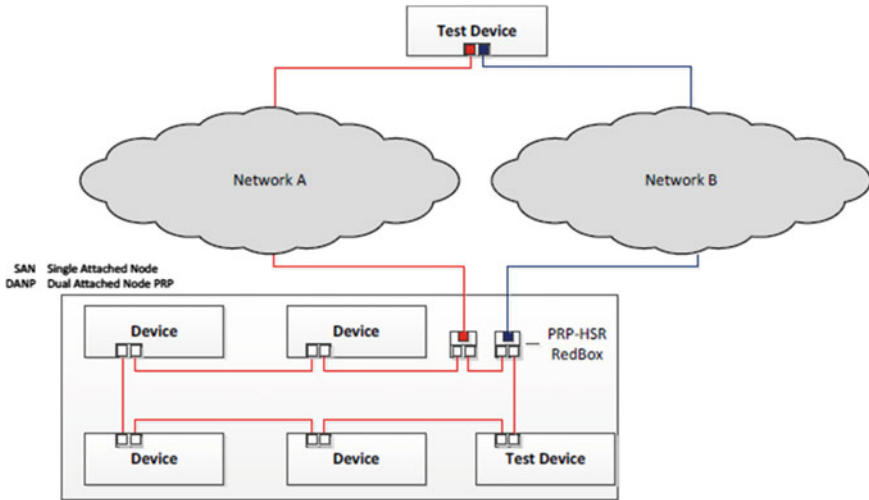 Test Device
Network A
Network B
SAN Single Attached Node
DANP Dual Attached Node PRP
Device
Device
PRP-HSR
RedBox
Device
Device
Test Device